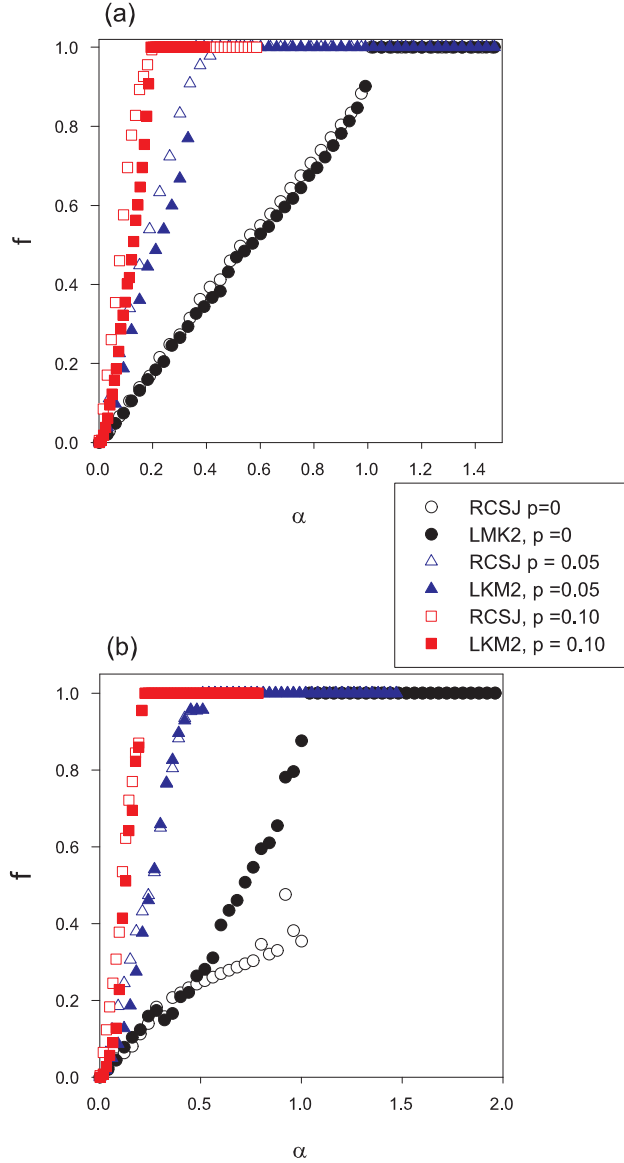 (a)
1.0
0.8
0.6
0.4
0.2
0.0
f
0.0 0.2 0.4 0.6 0.8 1.0 1.2 1.4
α
RCSJ p=0
LMK2, p =0
RCSJ p = 0.05
LKM2, p =0.05
RCSJ, p =0.10
LKM2, p = 0.10
(b)
1.0
0.8
0.6
0.4
0.2
0.0
f
0.0 0.5 1.0 1.5 2.0
α